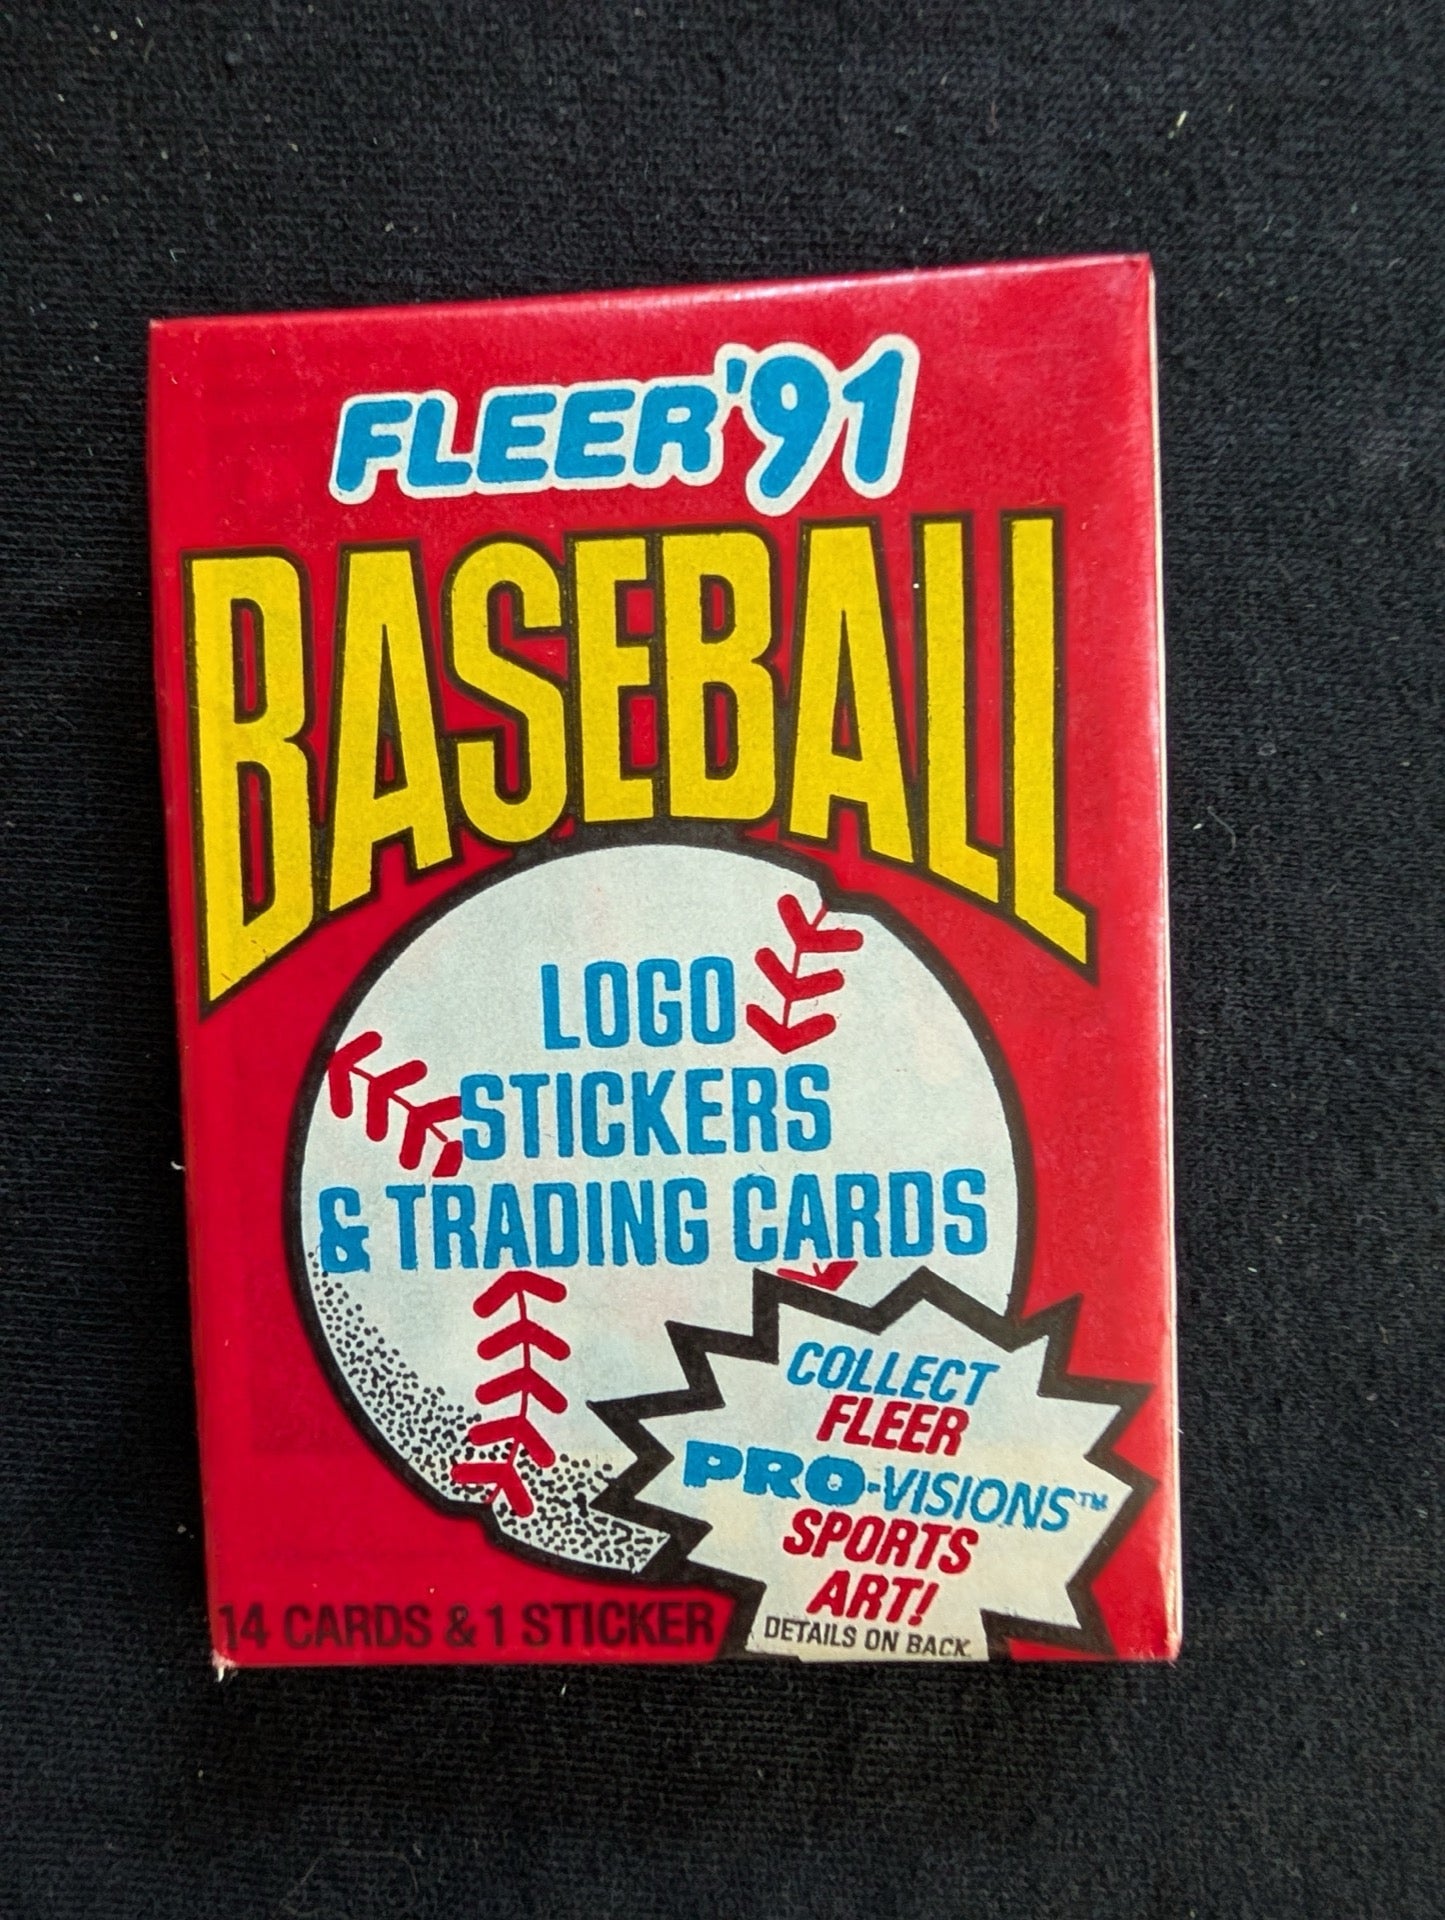 FLEER '91
BASEBALL
LOGO
STICKERS
& TRADING CARDS
COLLECT
FLEER
PRO-VISIONS™
SPORTS
ART!
DETAILS ON BACK
14 CARDS & 1 STICKER